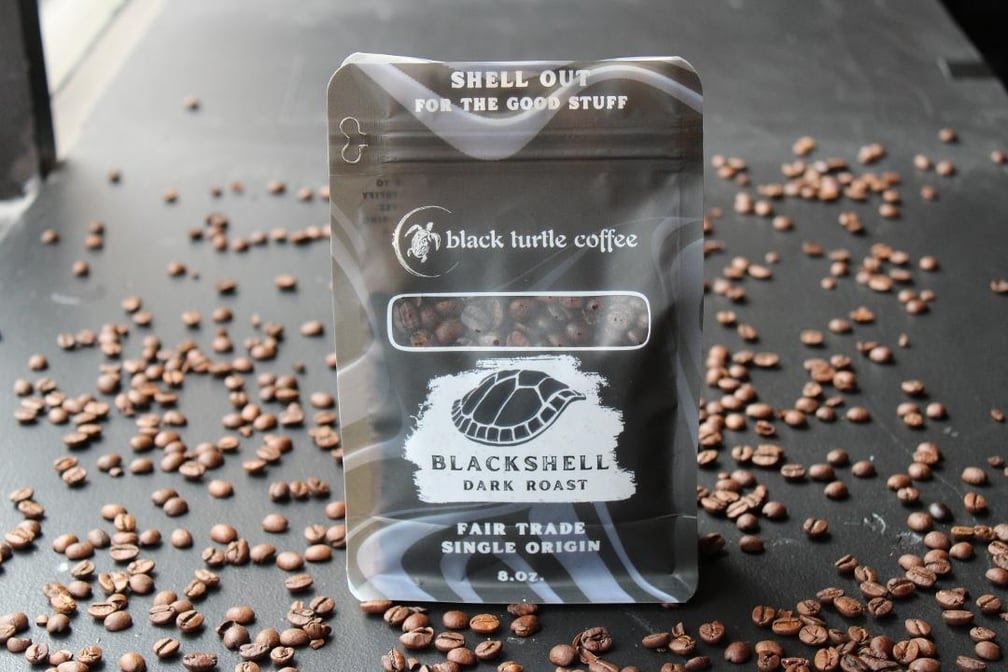 SHELL OUT
FOR THE GOOD STUFF
black turtle coffee
BLACKSHELL
DARK ROAST
FAIR TRADE
SINGLE ORIGIN
8.OZ.